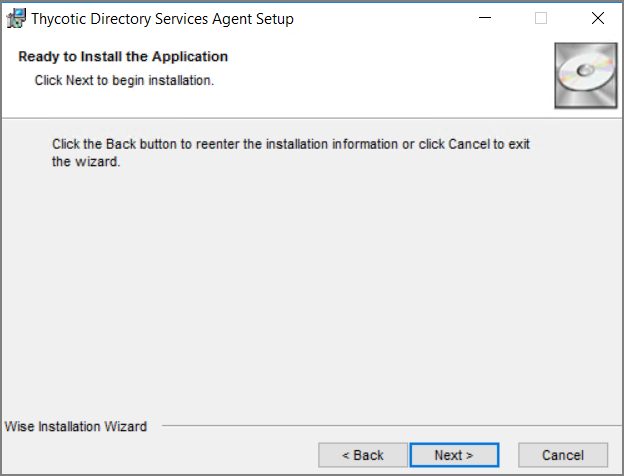 Thycotic Directory Services Agent Setup
Ready to Install the Application
Click Next to begin installation.
Click the Back button to reenter the installation information or click Cancel to exit
the wizard.
Wise Installation Wizard
< Back
Next >
Cancel